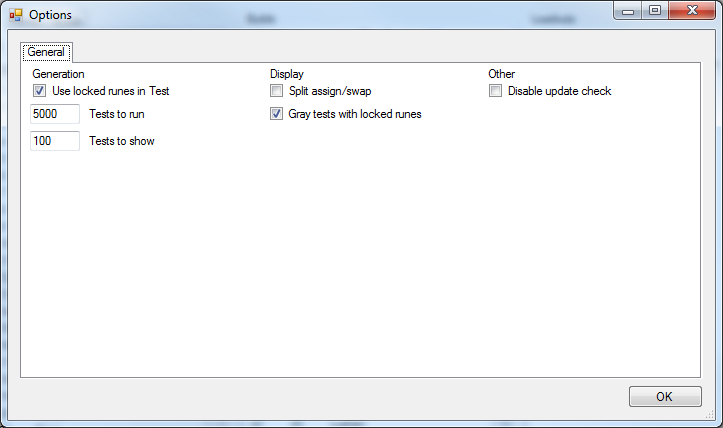 Options
General
Generation
Use locked runes in Test
5000 Tests to run
100 Tests to show
Display
Split assign/swap
Gray tests with locked runes
Other
Disable update check
OK